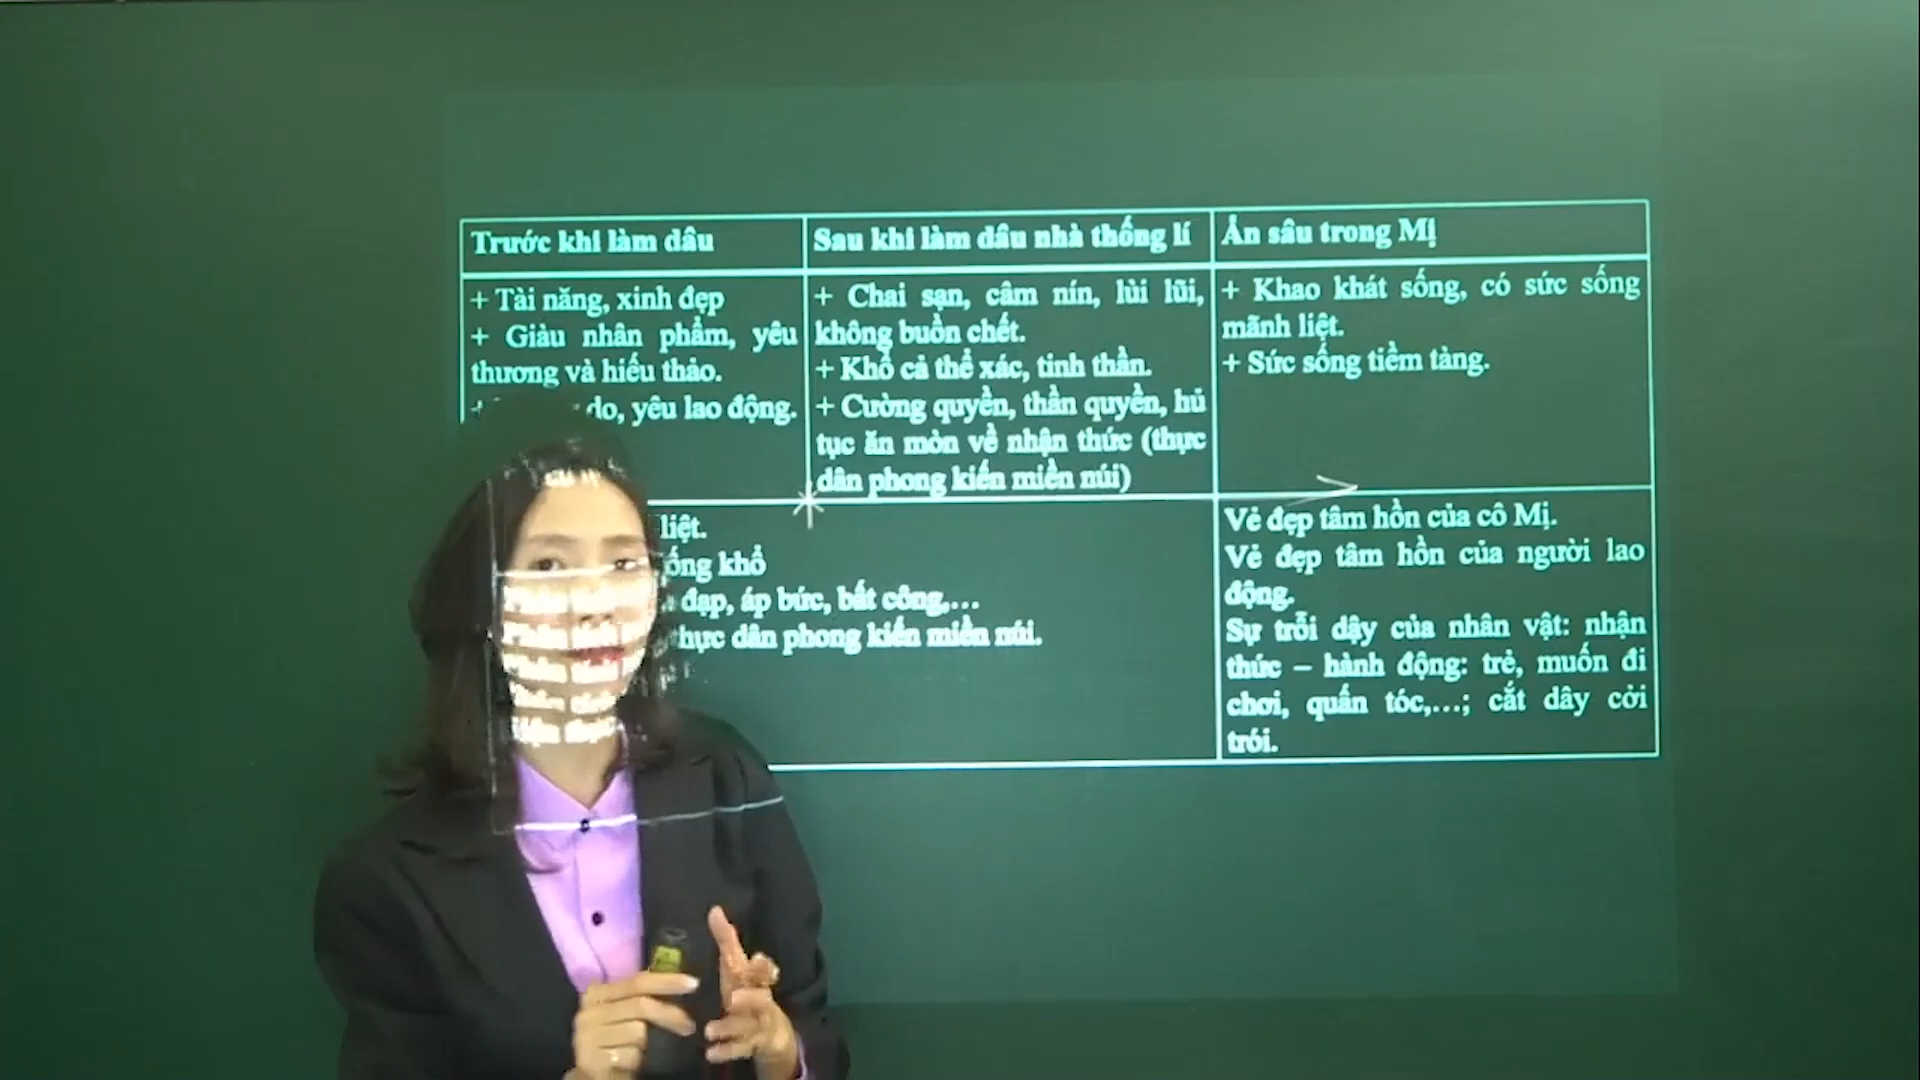 Trước khi làm dâu
Sau khi làm dâu nhà thống lí
Ẩn sâu trong Mị
+ Tài năng, xinh đẹp
+ Giàu nhân phẩm, yêu
thương và hiếu thảo.
do, yêu lao động.
+ Chai sạn, câm nín, lùi lũi,
không buồn chết.
+ Khổ cả thể xác, tinh thần.
+ Cường quyền, thần quyền, hủ
tục ăn mòn về nhận thức (thực
dân phong kiến miền núi)
+ Khao khát sống, có sức sống
mãnh liệt.
+ Sức sống tiềm tàng.
liệt.
khổ
đạp, áp bức, bất công,…
thực dân phong kiến miền núi.
Vẻ đẹp tâm hồn của cô Mị.
Vẻ đẹp tâm hồn của người lao
động.
Sự trỗi dậy của nhân vật: nhận
thức – hành động: trẻ, muốn đi
chơi, quấn tóc,…; cắt dây cởi
trói.